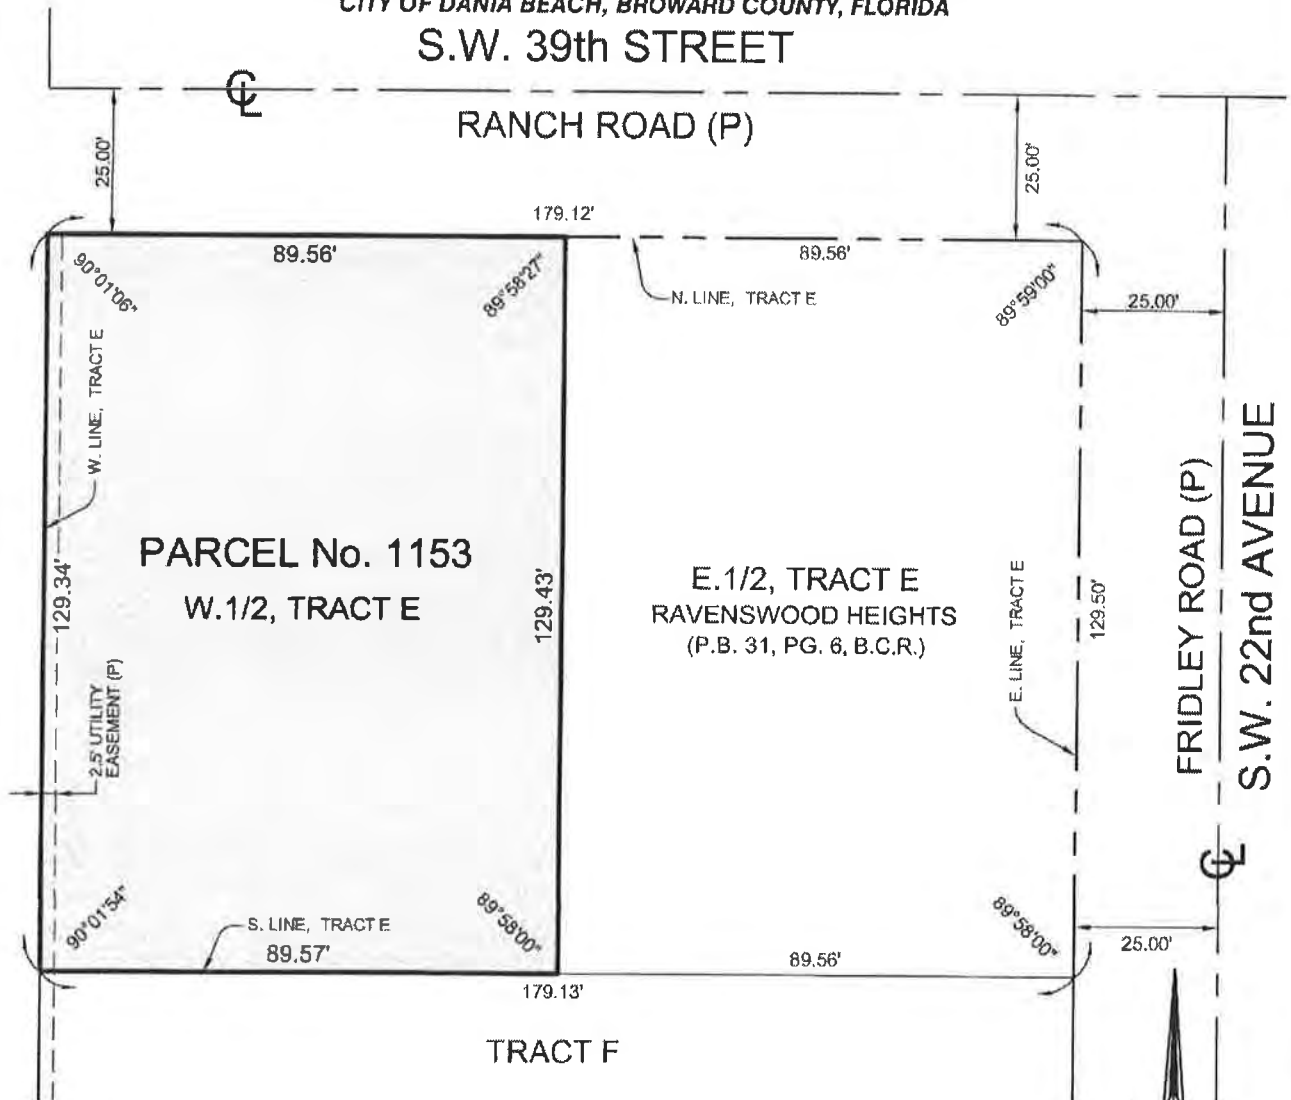 CITY OF DANIA BEACH, BROWARD COUNTY, FLORIDA
S.W. 39th STREET
RANCH ROAD (P)
25.00'
25.00'
179.12'
89.56'
89.56'
90°01'06"
89°58'27"
N. LINE, TRACT E
89°59'00"
25.00'
W. LINE, TRACT E
PARCEL No. 1153
W.1/2, TRACT E
129.34'
129.43'
E.1/2, TRACT E
RAVENSWOOD HEIGHTS
(P.B. 31, PG. 6, B.C.R.)
E. LINE, TRACT E
129.50'
FRIDLEY ROAD (P)
S.W. 22nd AVENUE
2.5' UTILITY
EASEMENT (P)
90°01'54"
S. LINE, TRACT E
89.57'
89°58'00"
89°58'00"
89.56'
25.00'
179.13'
TRACT F